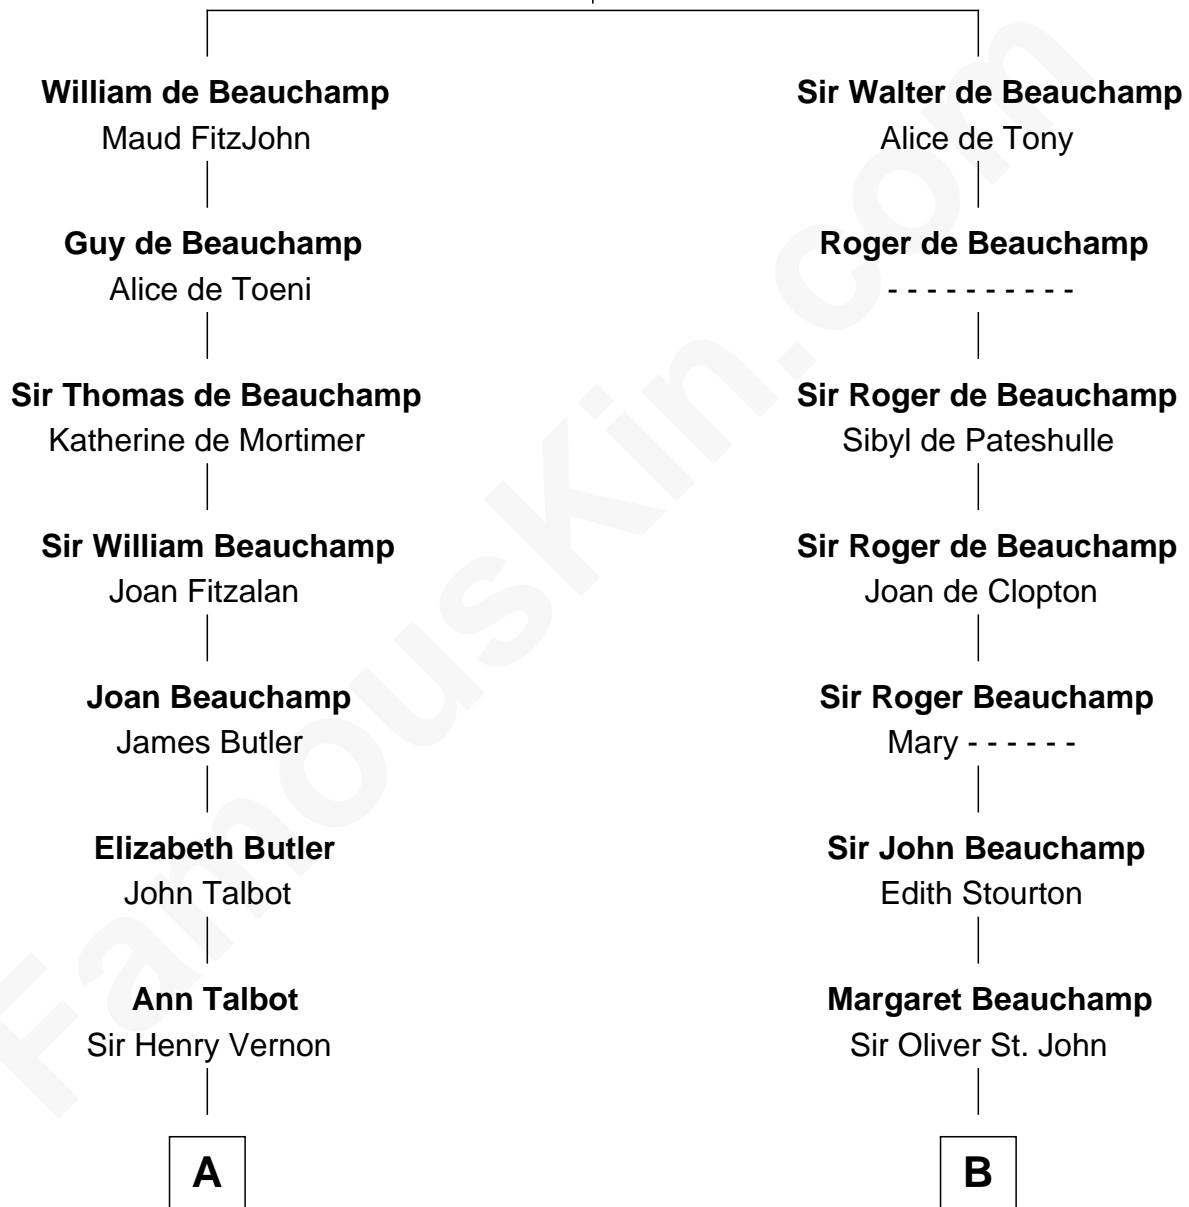 William de Beauchamp
Maud FitzJohn
Guy de Beauchamp
Alice de Toeni
Sir Thomas de Beauchamp
Katherine de Mortimer
Sir William Beauchamp
Joan Fitzalan
Joan Beauchamp
James Butler
Elizabeth Butler
John Talbot
Ann Talbot
Sir Henry Vernon
A
Sir Walter de Beauchamp
Alice de Tony
Roger de Beauchamp
- - - - - - - - - -
Sir Roger de Beauchamp
Sibyl de Pateshulle
Sir Roger de Beauchamp
Joan de Clopton
Sir Roger Beauchamp
Mary - - - - - -
Sir John Beauchamp
Edith Stourton
Margaret Beauchamp
Sir Oliver St. John
B
FamousKin.com